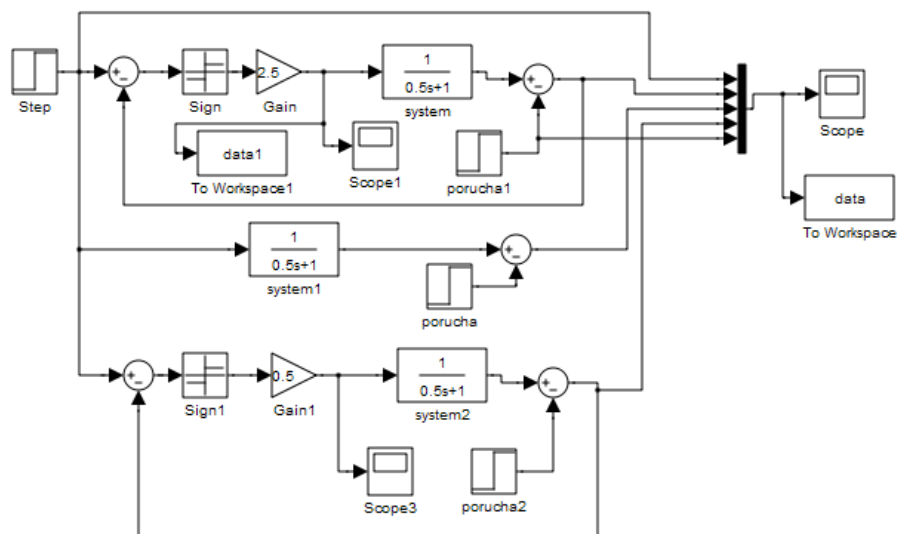 Step
+
-
Sign
2.5
Gain
1
0.5s+1
system
+
-
data1
To Workspace1
Scope1
porucha1
Scope
data
To Workspace
1
0.5s+1
system1
+
-
porucha
+
-
Sign1
0.5
Gain1
1
0.5s+1
system2
+
-
Scope3
porucha2